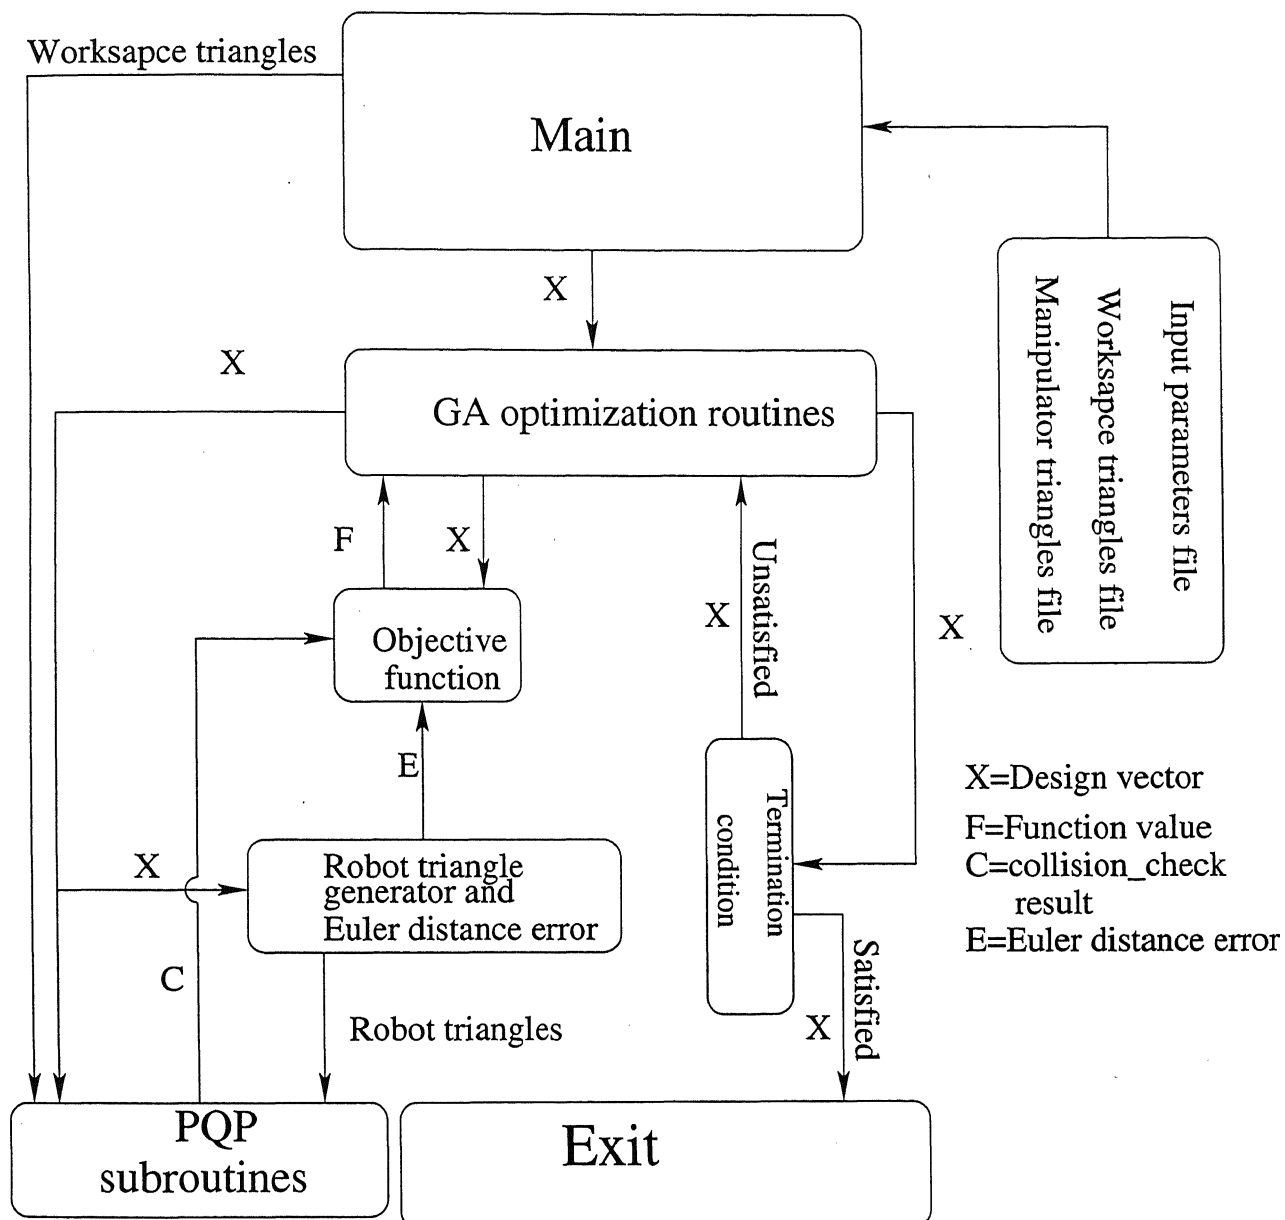 Worksapce triangles
Main
X
X
GA optimization routines
Input parameters file
Worksapce triangles file
Manipulator triangles file
F
X
Unsatisfied
X
X
Objective
function
E
Termination
condition
X=Design vector
F=Function value
C=collision_check
result
E=Euler distance error
X
Robot triangle
generator and
Euler distance error
C
Robot triangles
Satisfied
X
PQP
subroutines
Exit